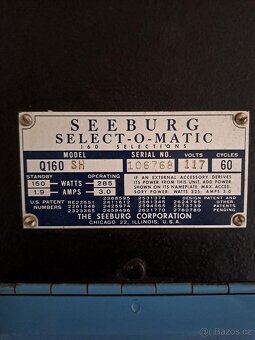 SEEBURG
SELECT-O-MATIC
160 SELECTIONS
MODEL SERIAL NO. VOLTS CYCLES
Q160 SH 106768 117 60
STANDBY OPERATING
150 WATTS 285
1.9 AMPS 3.0
IF AN EXTERNAL ACCESSORY DERIVES
ITS POWER FROM THIS UNIT, ADD POWER
SHOWN ON ITS NAMEPLATE. MAX. ACCES.
POWER: WATTS 325; AMPS 3.0
U.S. PATENT
NUMBERS
DESIGN PATENT AND
OTHER
PATENTS
PENDING
THE SEEBURG CORPORATION
CHICAGO 22, ILLINOIS, U.S.A.
bazos.cz